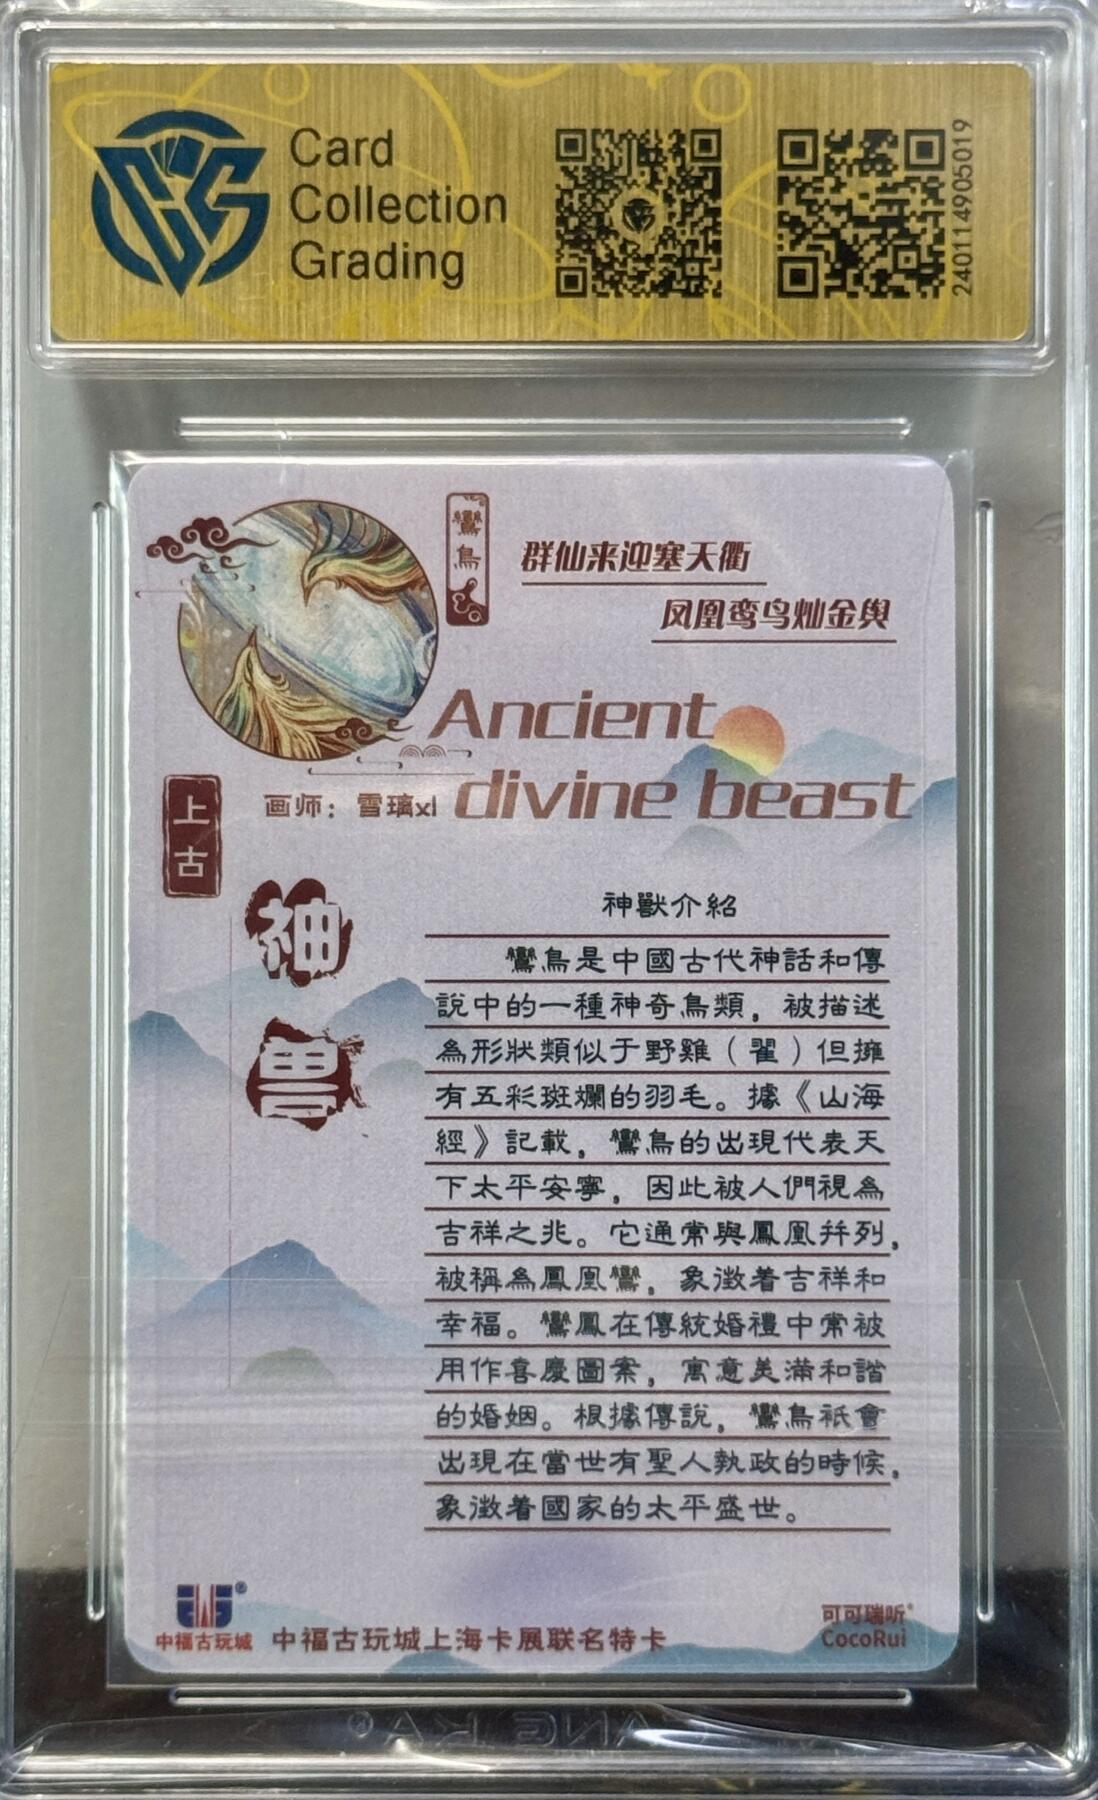 Card
Collection
Grading
240114905019
鸞鳥
群仙来迎塞天衢
凤凰鸾鸟灿金舆
Ancient
divine beast
画师：雪璃xl
上古
神
兽
神獸介紹
鸞鳥是中國古代神話和傳
說中的一種神奇鳥類，被描述
為形狀類似于野雞（翟）但擁
有五彩斑斕的羽毛。據《山海
經》記載，鸞鳥的出現代表天
下太平安寧，因此被人們視為
吉祥之兆。它通常與鳳凰并列，
被稱為鳳凰鸞，象徵着吉祥和
幸福。鸞鳳在傳統婚禮中常被
用作喜慶圖案，寓意美滿和諧
的婚姻。根據傳說，鸞鳥祇會
出現在當世有聖人執政的時候，
象徵着國家的太平盛世。
中福古玩城
中福古玩城上海卡展联名特卡
可可瑞昕®
CocoRui